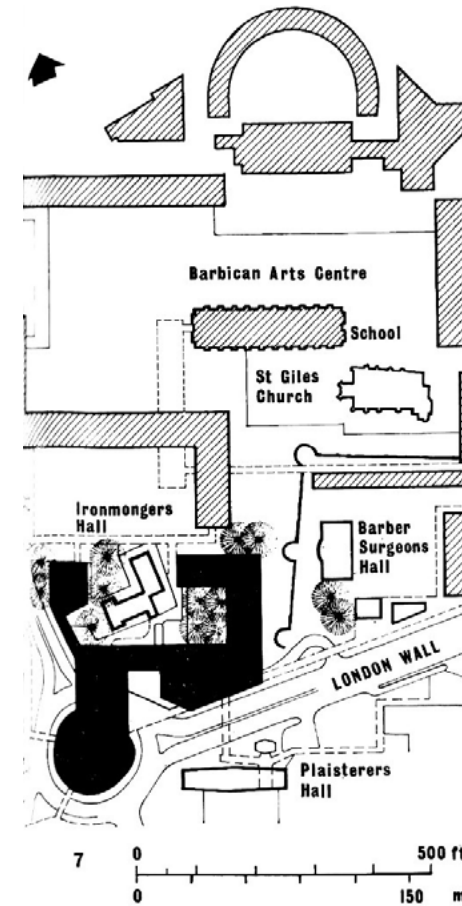 Barbican Arts Centre
School
St Giles
Church
Ironmongers
Hall
Barber
Surgeons
Hall
LONDON WALL
Plaisterers
Hall
7
0 500 ft
0 150 m